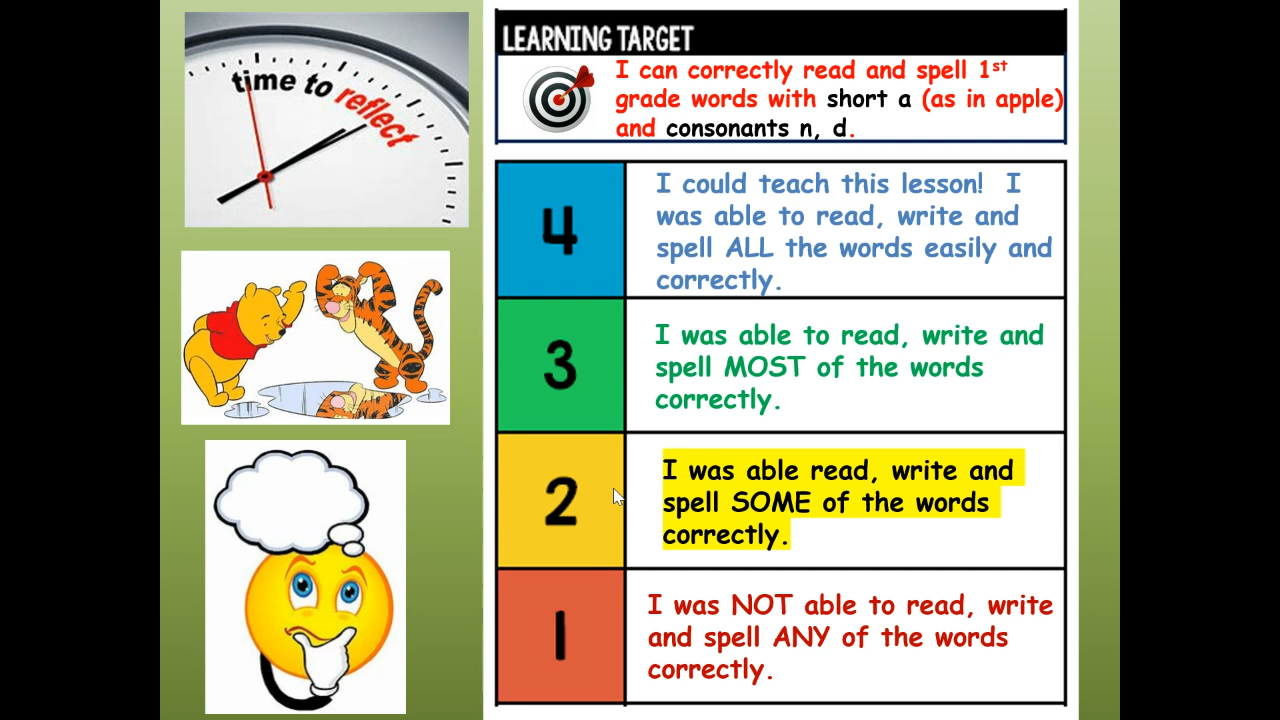 time to reflect
LEARNING TARGET
I can correctly read and spell 1st
grade words with short a (as in apple)
and consonants n, d.
4
I could teach this lesson! I
was able to read, write and
spell ALL the words easily and
correctly.
3
I was able to read, write and
spell MOST of the words
correctly.
2
I was able read, write and
spell SOME of the words
correctly.
1
I was NOT able to read, write
and spell ANY of the words
correctly.